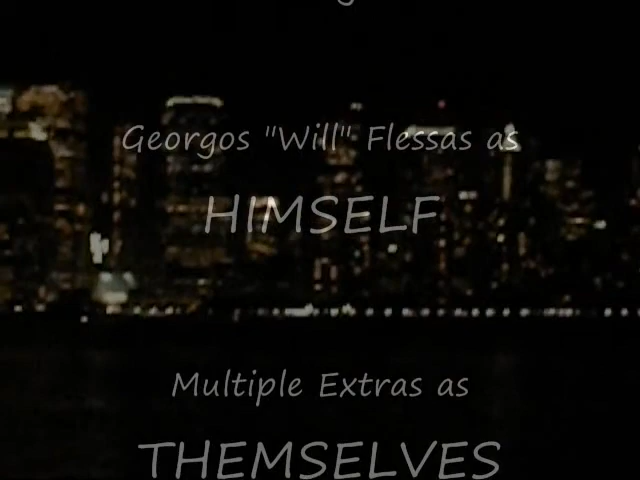 Georgos "Will" Flessas as
HIMSELF
Multiple Extras as
THEMSELVES